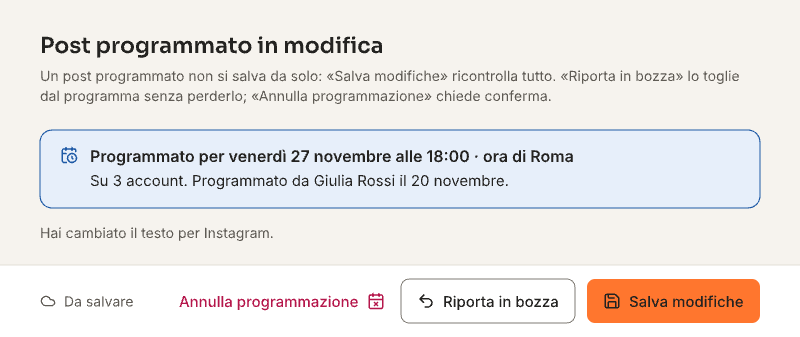 Post programmato in modifica
Un post programmato non si salva da solo: «Salva modifiche» ricontrolla tutto. «Riporta in bozza» lo toglie
dal programma senza perderlo; «Annulla programmazione» chiede conferma.
Programmato per venerdì 27 novembre alle 18:00 · ora di Roma
Su 3 account. Programmato da Giulia Rossi il 20 novembre.
Hai cambiato il testo per Instagram.
Da salvare
Annulla programmazione
Riporta in bozza
Salva modifiche